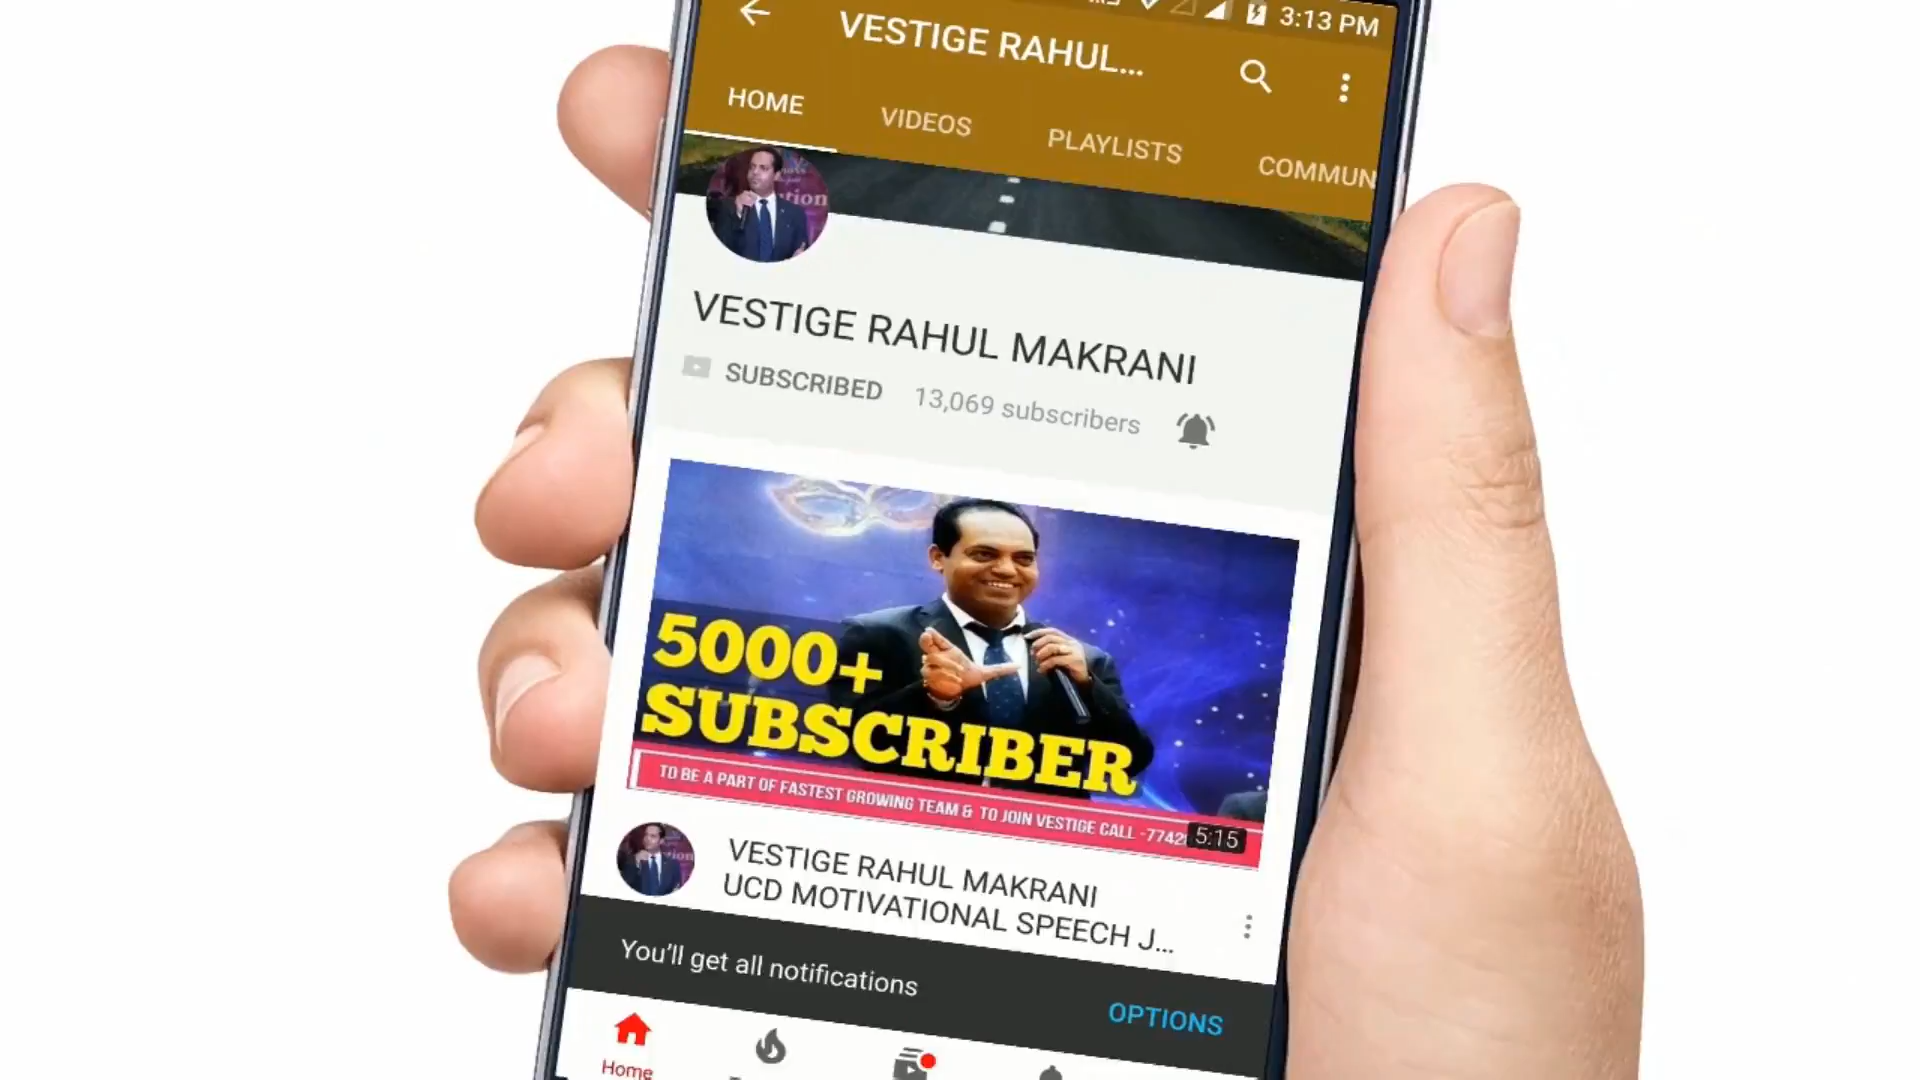 3:13 PM
VESTIGE RAHUL...
HOME VIDEOS PLAYLISTS COMMUN
VESTIGE RAHUL MAKRANI
SUBSCRIBED 13,069 subscribers
5000+
SUBSCRIBER
TO BE A PART OF FASTEST GROWING TEAM & TO JOIN VESTIGE CALL -7742
5:15
VESTIGE RAHUL MAKRANI
UCD MOTIVATIONAL SPEECH J...
You'll get all notifications
OPTIONS
Home